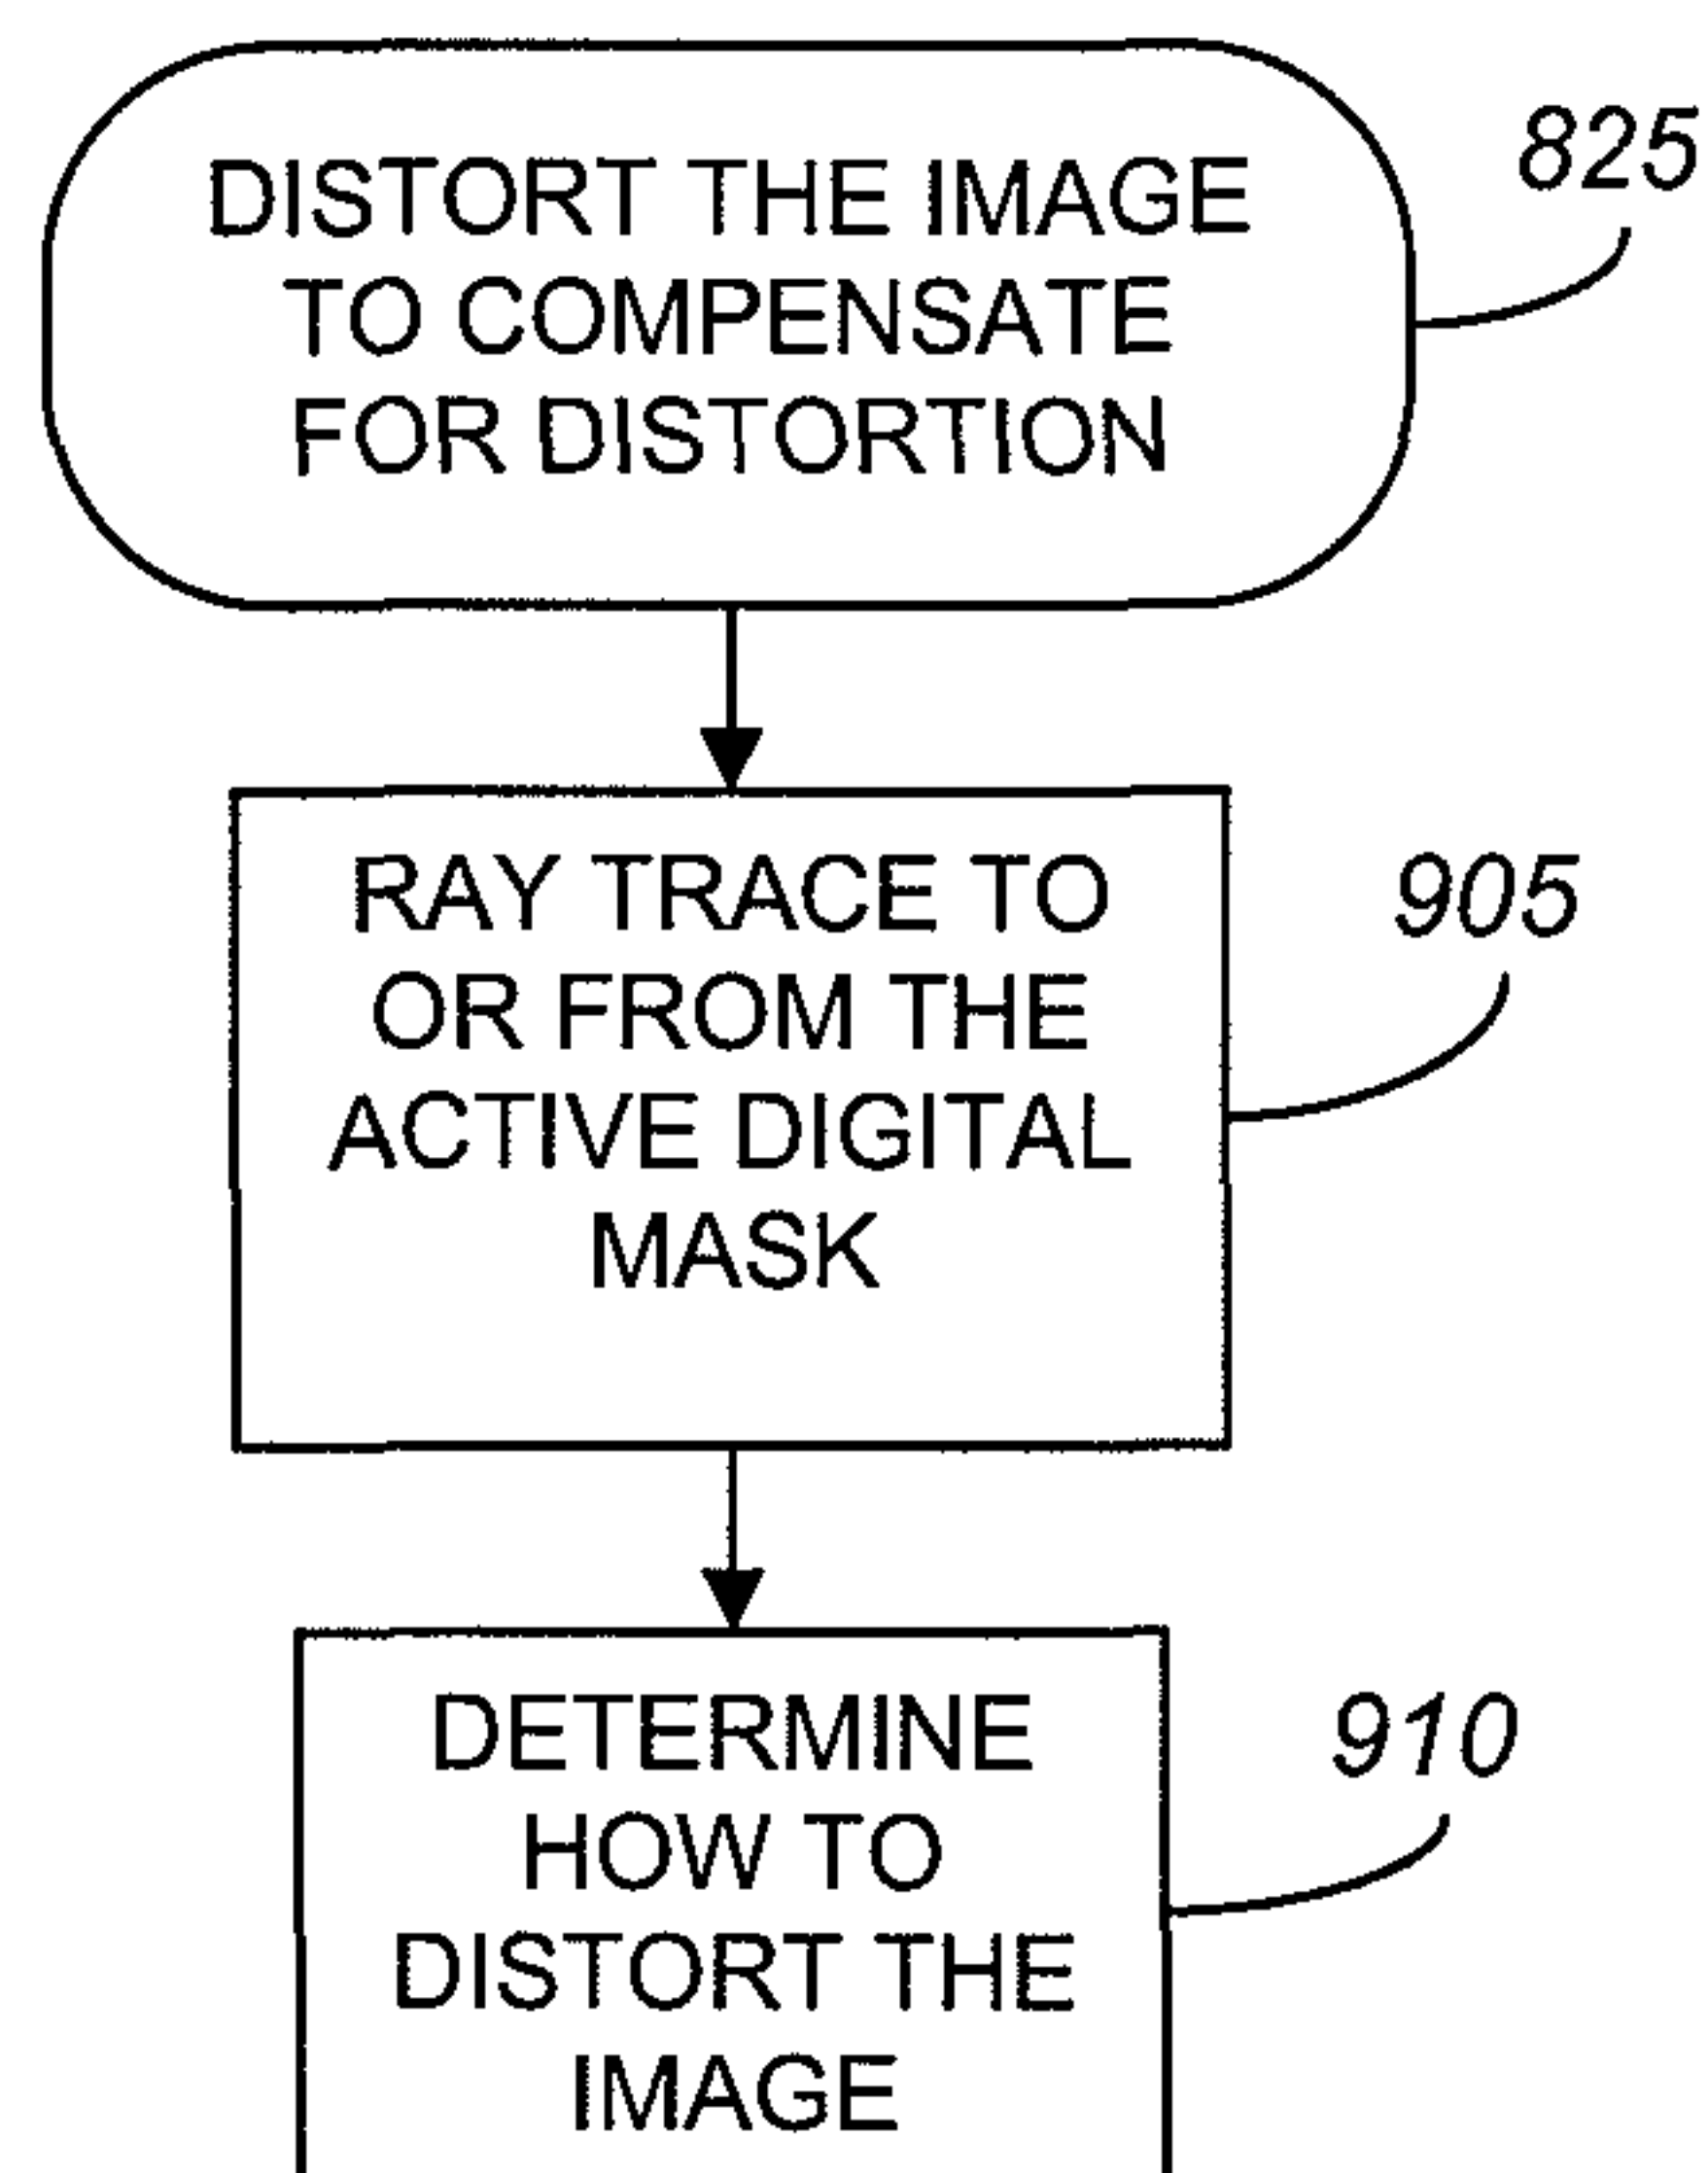 DISTORT THE IMAGE
TO COMPENSATE
FOR DISTORTION
825
RAY TRACE TO
OR FROM THE
ACTIVE DIGITAL
MASK
905
DETERMINE
HOW TO
DISTORT THE
IMAGE
910